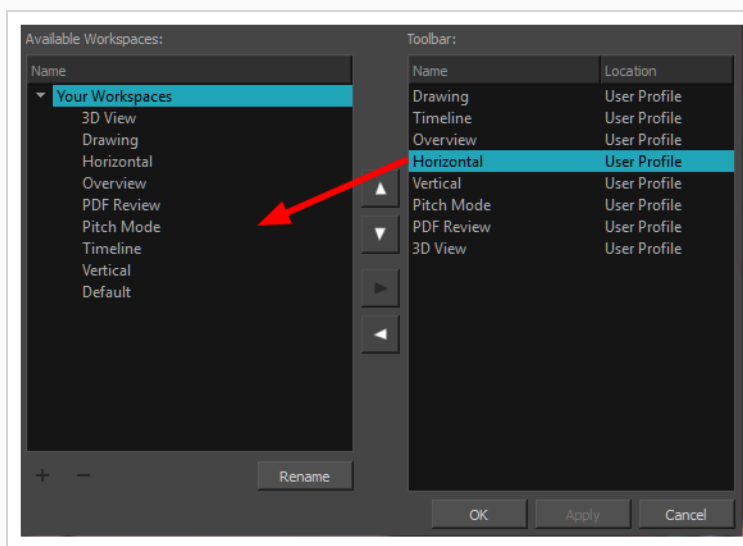 Available Workspaces:
Name
Your Workspaces
3D View
Drawing
Horizontal
Overview
PDF Review
Pitch Mode
Timeline
Vertical
Default
Rename
Toolbar:
Name Location
Drawing User Profile
Timeline User Profile
Overview User Profile
Horizontal User Profile
Vertical User Profile
Pitch Mode User Profile
PDF Review User Profile
3D View User Profile
OK Apply Cancel